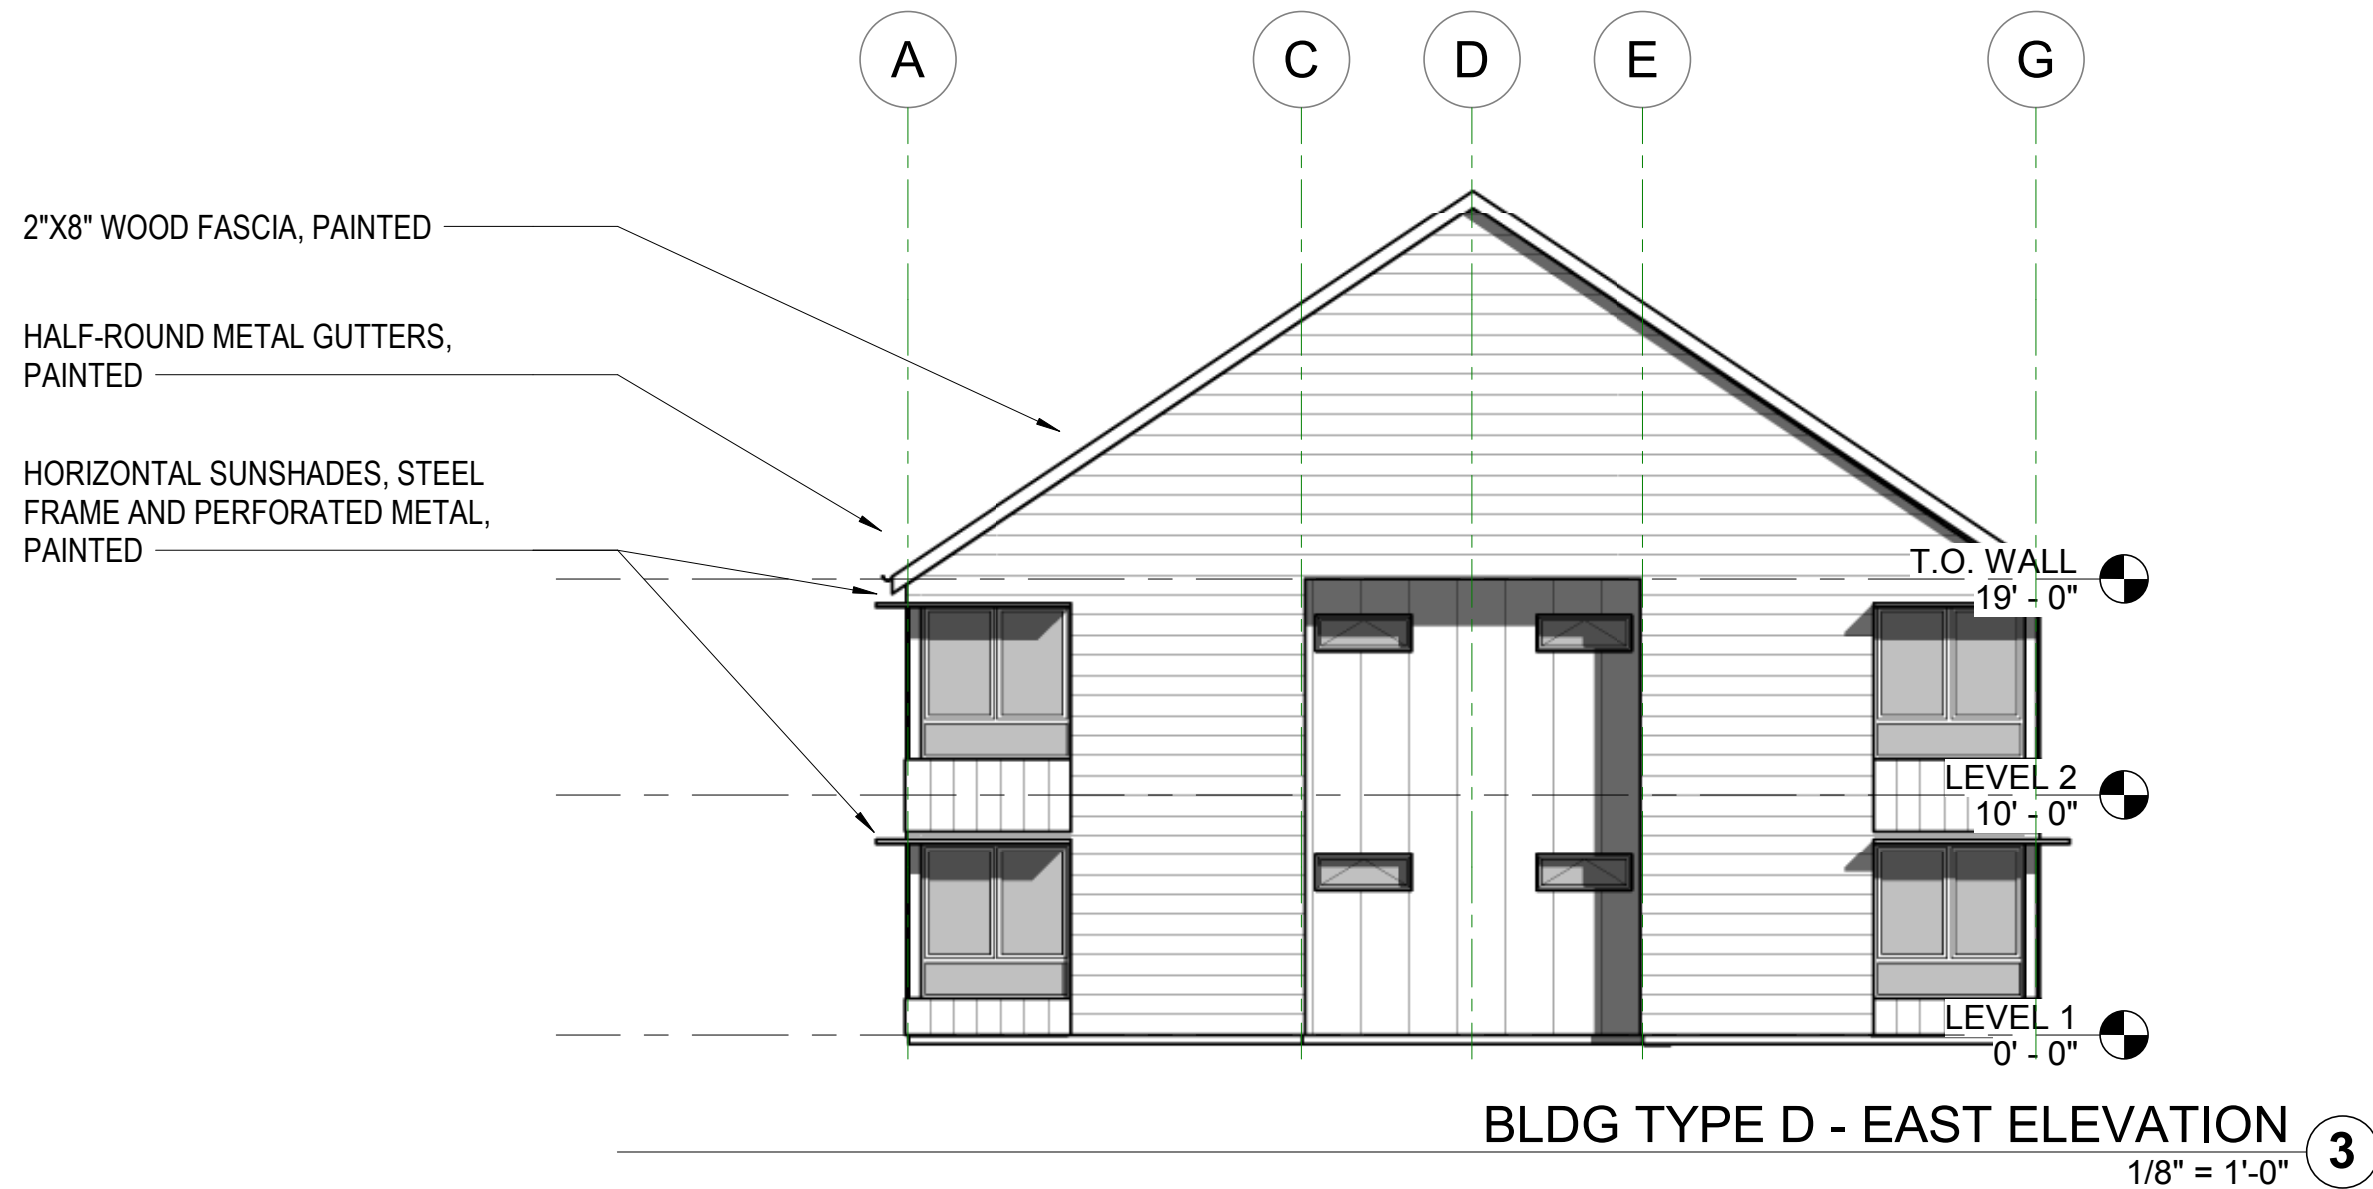 A
C
D
E
G
2"X8" WOOD FASCIA, PAINTED
HALF-ROUND METAL GUTTERS,
PAINTED
HORIZONTAL SUNSHADES, STEEL
FRAME AND PERFORATED METAL,
PAINTED
T.O. WALL
19' - 0"
LEVEL 2
10' - 0"
LEVEL 1
0' - 0"
BLDG TYPE D - EAST ELEVATION
3
1/8" = 1'-0"